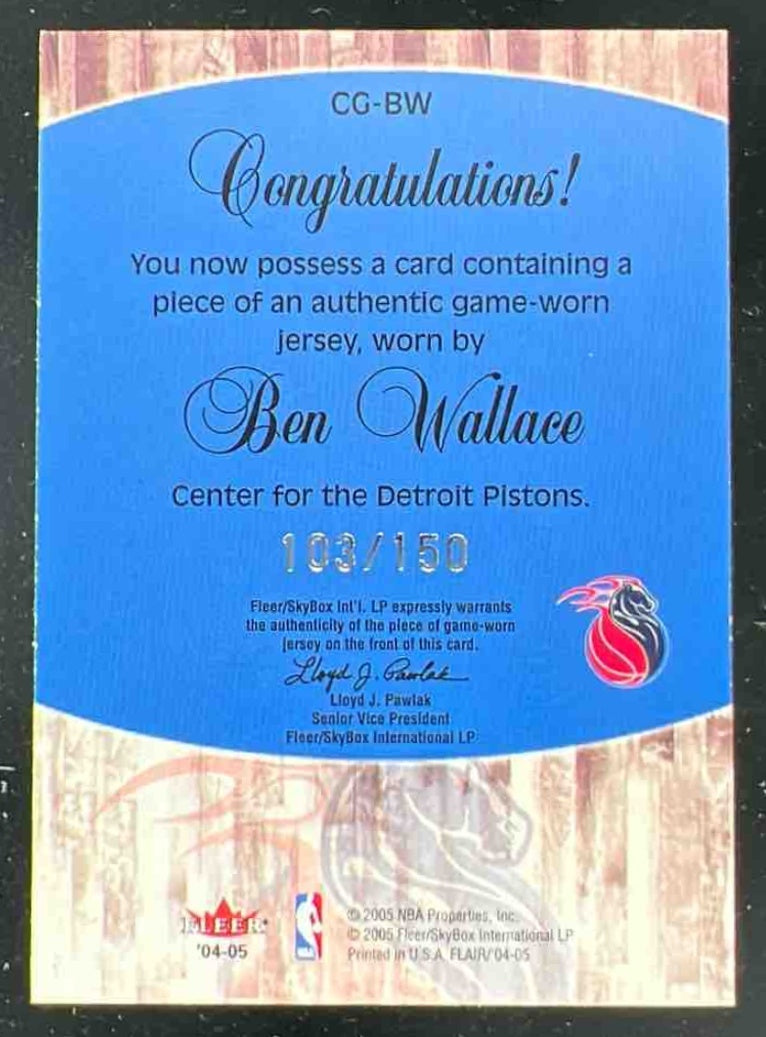 CG-BW
Congratulations!
You now possess a card containing a
piece of an authentic game-worn
jersey, worn by
Ben Wallace
Center for the Detroit Pistons.
103/150
Fleer/SkyBox Int'l. LP expressly warrants
the authenticity of the piece of game-worn
jersey on the front of this card.
Lloyd J. Pawlak
Lloyd J. Pawlak
Senior Vice President
Fleer/SkyBox International LP
FLEER
'04-05
© 2005 NBA Properties, Inc.
© 2005 Fleer/SkyBox International LP
Printed in U.S.A. FLAIR/'04-05